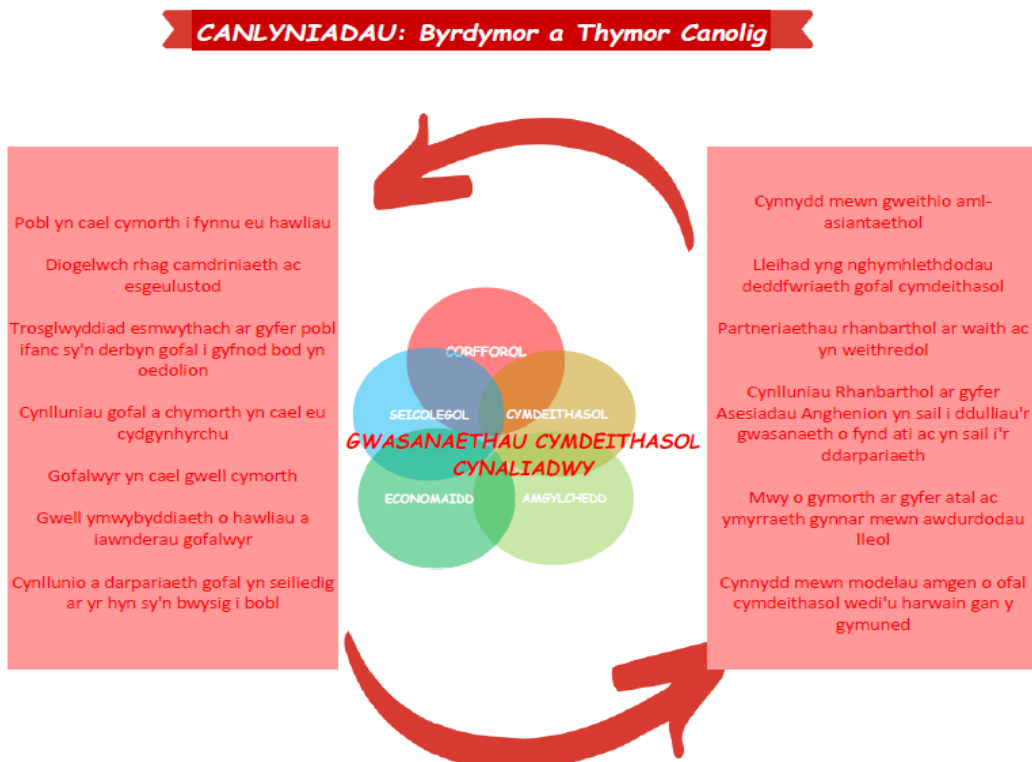 CANLYNIADAU: Byrdymor a Thymor Canolig
Pobl yn cael cymorth i fynnu eu hawliau
Diogelwch rhag camdriniaeth ac
esgeulustod
Trosglwyddiad esmwythach ar gyfer pobl
ifanc sy'n derbyn gofal i gyfnod bod yn
oedolion
Cynlluniau gofal a chymorth yn cael eu
cydgynhyrchu
Gofalwyr yn cael gwell cymorth
Gwell ymwybyddiaeth o hawliau a
iawnderau gofalwyr
Cynllunio a darpariaeth gofal yn seiliedig
ar yr hyn sy'n bwysig i bobl
CORFFOROL
SEICOLEGOL
CYMDEITHASOL
GWASANAETHAU CYMDEITHASOL
CYNALIADWY
ECONOMAIDD
AMGYLCHEDD
Cynnydd mewn gweithio aml-
asiantaethol
Lleihad yng nghymhlethdodau
deddfwriaeth gofal cymdeithasol
Partneriaethau rhanbarthol ar waith ac
yn weithredol
Cynlluniau Rhanbarthol ar gyfer
Asesiadau Anghenion yn sail i ddulliau'r
gwasanaeth o fynd ati ac yn sail i'r
ddarpariaeth
Mwy o gymorth ar gyfer atal ac
ymyrraeth gynnar mewn awdurdodau
lleol
Cynnydd mewn modelau amgen o ofal
cymdeithasol wedi'u harwain gan y
gymuned